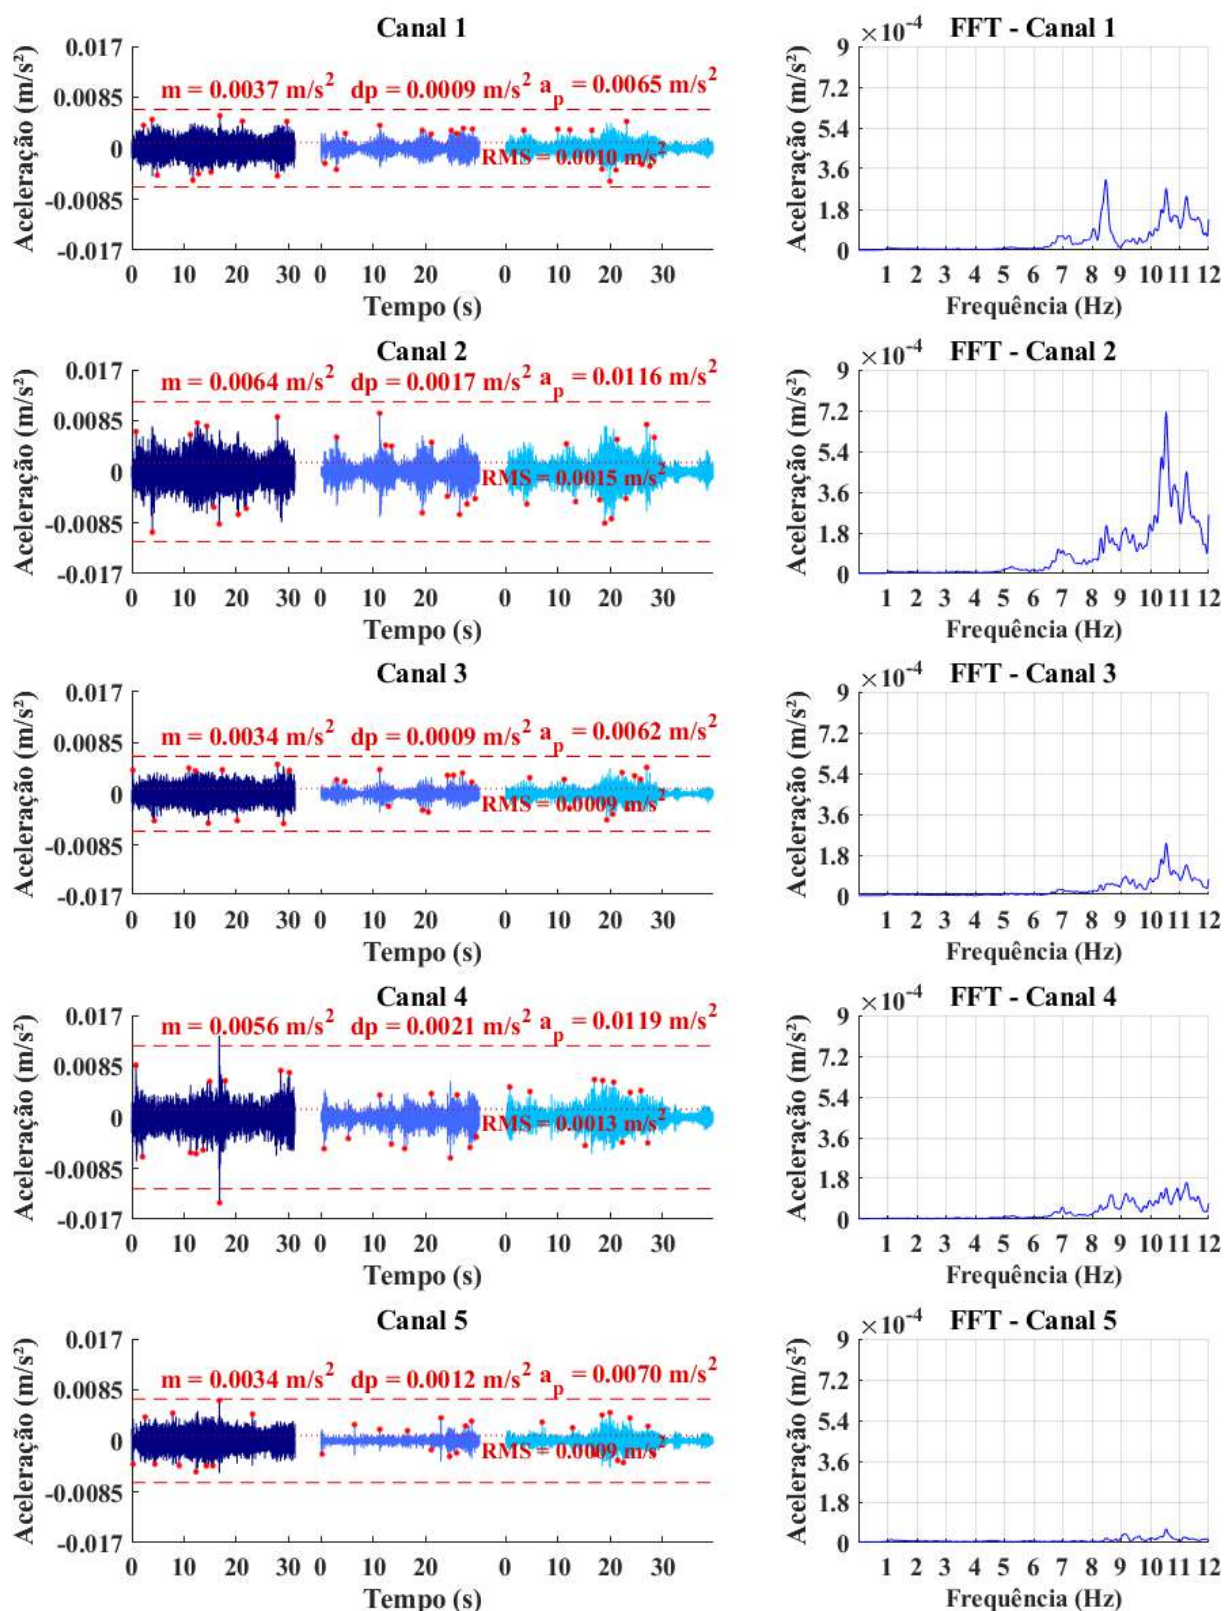 Canal 1
×10⁻⁴ FFT - Canal 1
m = 0.0037 m/s² dp = 0.0009 m/s² aₚ = 0.0065 m/s²
RMS = 0.0010 m/s²
Aceleração (m/s²)
0.017
0.0085
0
-0.0085
-0.017
0 10 20 30 0 10 20 0 10 20 30
Tempo (s)
Aceleração (m/s²)
9
7.2
5.4
3.6
1.8
0
1 2 3 4 5 6 7 8 9 10 11 12
Frequência (Hz)
Canal 2
×10⁻⁴ FFT - Canal 2
m = 0.0064 m/s² dp = 0.0017 m/s² aₚ = 0.0116 m/s²
RMS = 0.0015 m/s²
Aceleração (m/s²)
0.017
0.0085
0
-0.0085
-0.017
0 10 20 30 0 10 20 0 10 20 30
Tempo (s)
Aceleração (m/s²)
9
7.2
5.4
3.6
1.8
0
1 2 3 4 5 6 7 8 9 10 11 12
Frequência (Hz)
Canal 3
×10⁻⁴ FFT - Canal 3
m = 0.0034 m/s² dp = 0.0009 m/s² aₚ = 0.0062 m/s²
RMS = 0.0009 m/s²
Aceleração (m/s²)
0.017
0.0085
0
-0.0085
-0.017
0 10 20 30 0 10 20 0 10 20 30
Tempo (s)
Aceleração (m/s²)
9
7.2
5.4
3.6
1.8
0
1 2 3 4 5 6 7 8 9 10 11 12
Frequência (Hz)
Canal 4
×10⁻⁴ FFT - Canal 4
m = 0.0056 m/s² dp = 0.0021 m/s² aₚ = 0.0119 m/s²
RMS = 0.0013 m/s²
Aceleração (m/s²)
0.017
0.0085
0
-0.0085
-0.017
0 10 20 30 0 10 20 0 10 20 30
Tempo (s)
Aceleração (m/s²)
9
7.2
5.4
3.6
1.8
0
1 2 3 4 5 6 7 8 9 10 11 12
Frequência (Hz)
Canal 5
×10⁻⁴ FFT - Canal 5
m = 0.0034 m/s² dp = 0.0012 m/s² aₚ = 0.0070 m/s²
RMS = 0.0009 m/s²
Aceleração (m/s²)
0.017
0.0085
0
-0.0085
-0.017
0 10 20 30 0 10 20 0 10 20 30
Tempo (s)
Aceleração (m/s²)
9
7.2
5.4
3.6
1.8
0
1 2 3 4 5 6 7 8 9 10 11 12
Frequência (Hz)